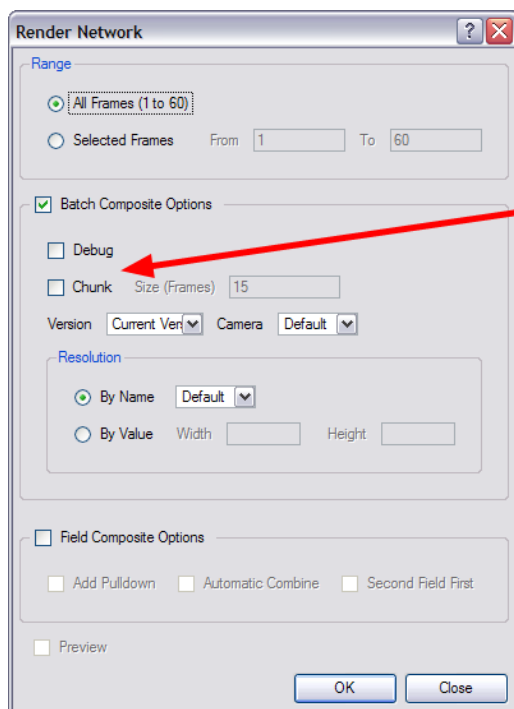 Render Network
Range
All Frames (1 to 60)
Selected Frames From 1 To 60
Batch Composite Options
Debug
Chunk Size (Frames) 15
Version Current Ver Camera Default
Resolution
By Name Default
By Value Width Height
Field Composite Options
Add Pulldown Automatic Combine Second Field First
Preview
OK Close